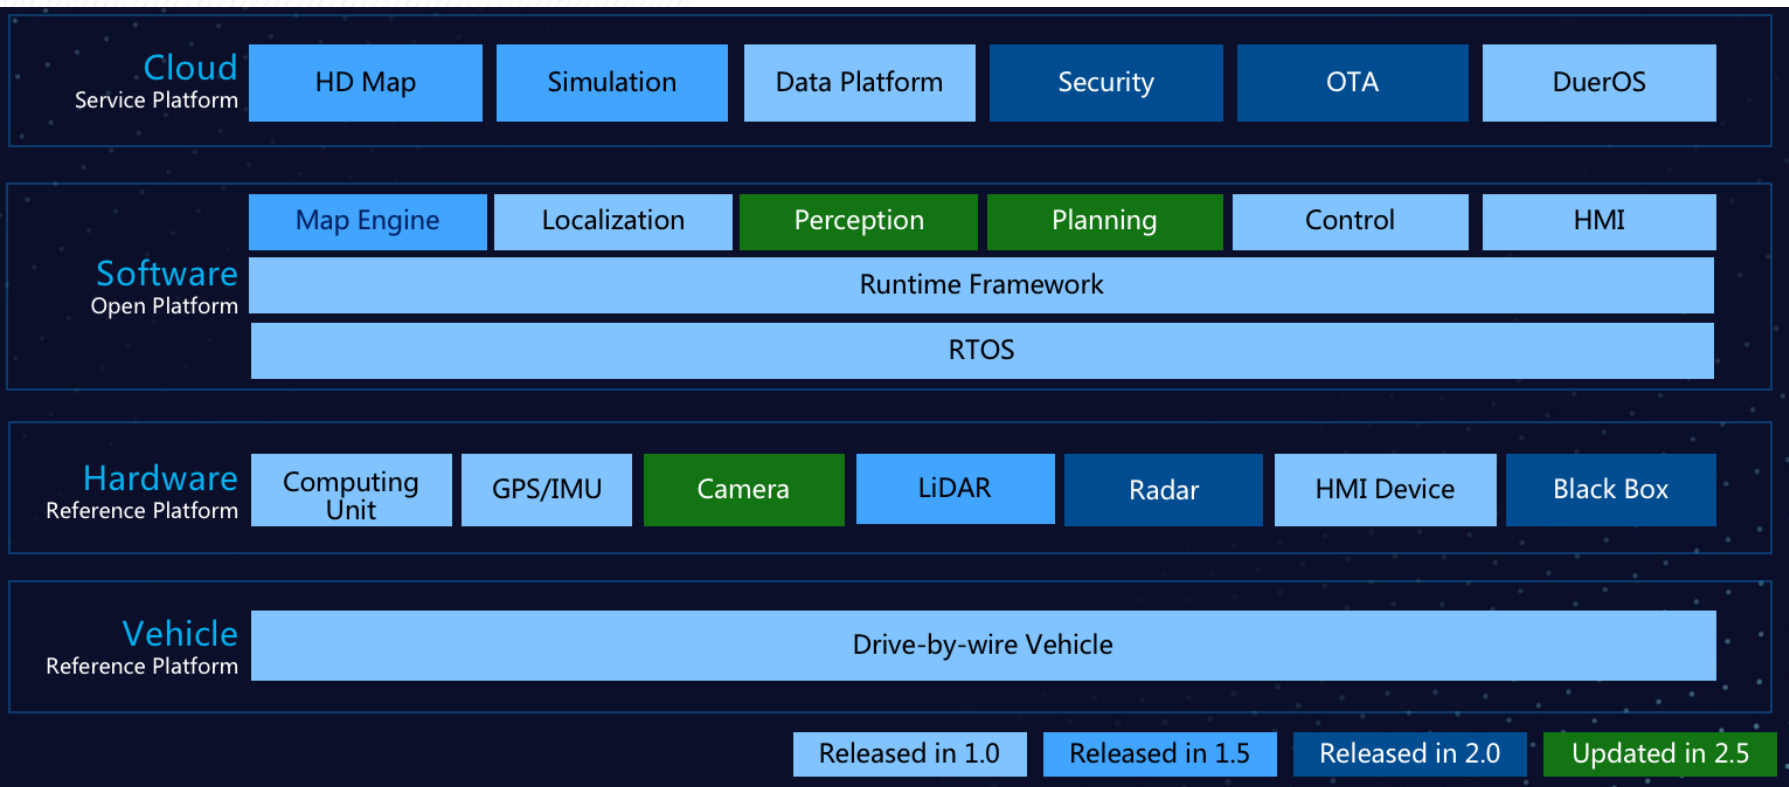 Cloud
Service Platform
HD Map
Simulation
Data Platform
Security
OTA
DuerOS
Software
Open Platform
Map Engine
Localization
Perception
Planning
Control
HMI
Runtime Framework
RTOS
Hardware
Reference Platform
Computing
Unit
GPS/IMU
Camera
LiDAR
Radar
HMI Device
Black Box
Vehicle
Reference Platform
Drive-by-wire Vehicle
Released in 1.0
Released in 1.5
Released in 2.0
Updated in 2.5